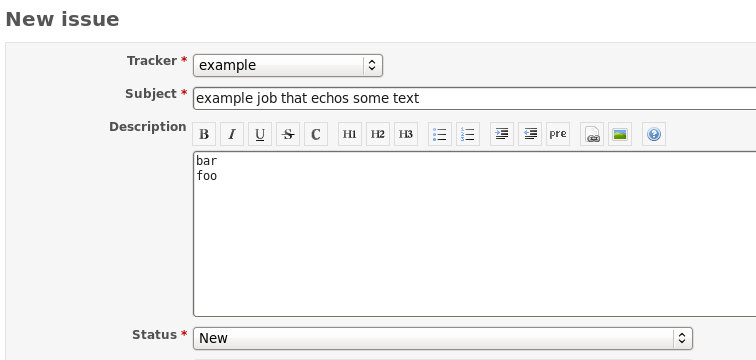 New issue
Tracker * example
Subject * example job that echos some text
Description B I U S C H1 H2 H3 pre
bar
foo
Status * New